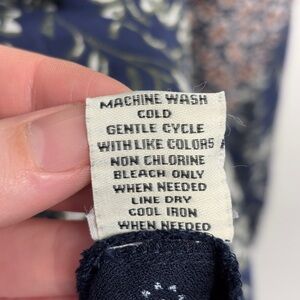 MACHINE WASH
COLD
GENTLE CYCLE
WITH LIKE COLORS
NON CHLORINE
BLEACH ONLY
WHEN NEEDED
LINE DRY
COOL IRON
WHEN NEEDED